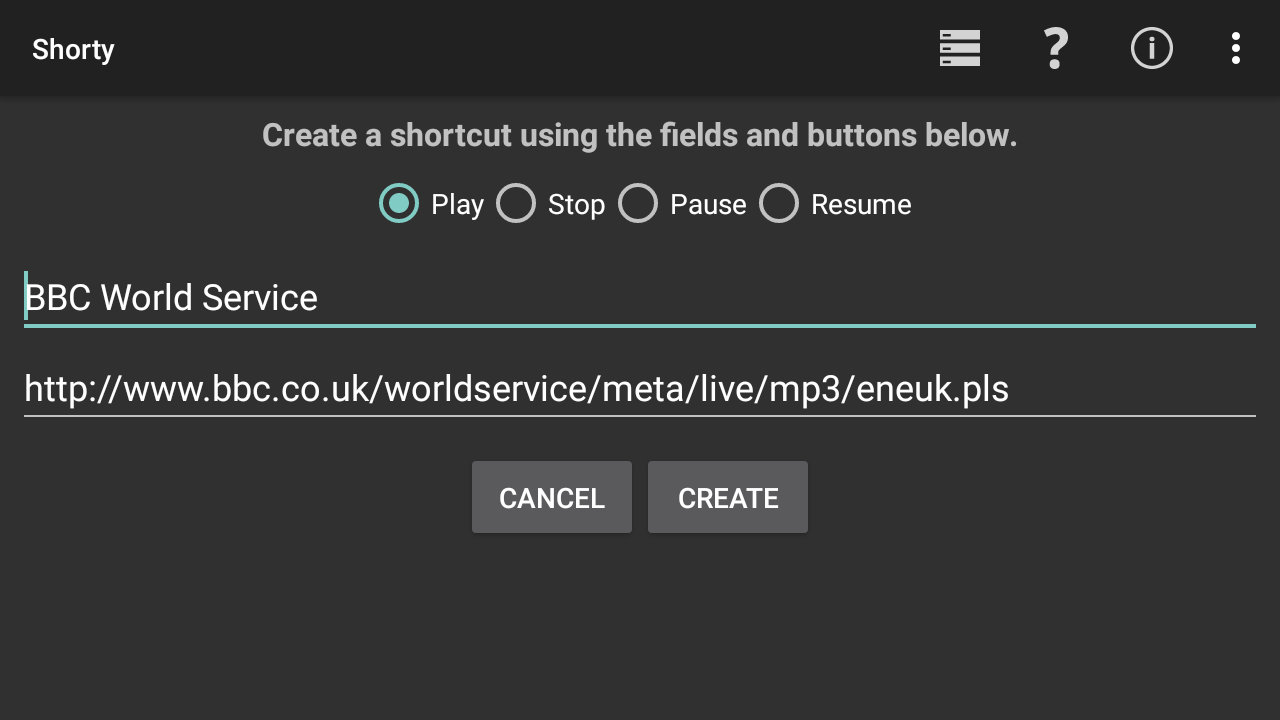 Shorty
Create a shortcut using the fields and buttons below.
Play Stop Pause Resume
BBC World Service
http://www.bbc.co.uk/worldservice/meta/live/mp3/eneuk.pls
CANCEL CREATE